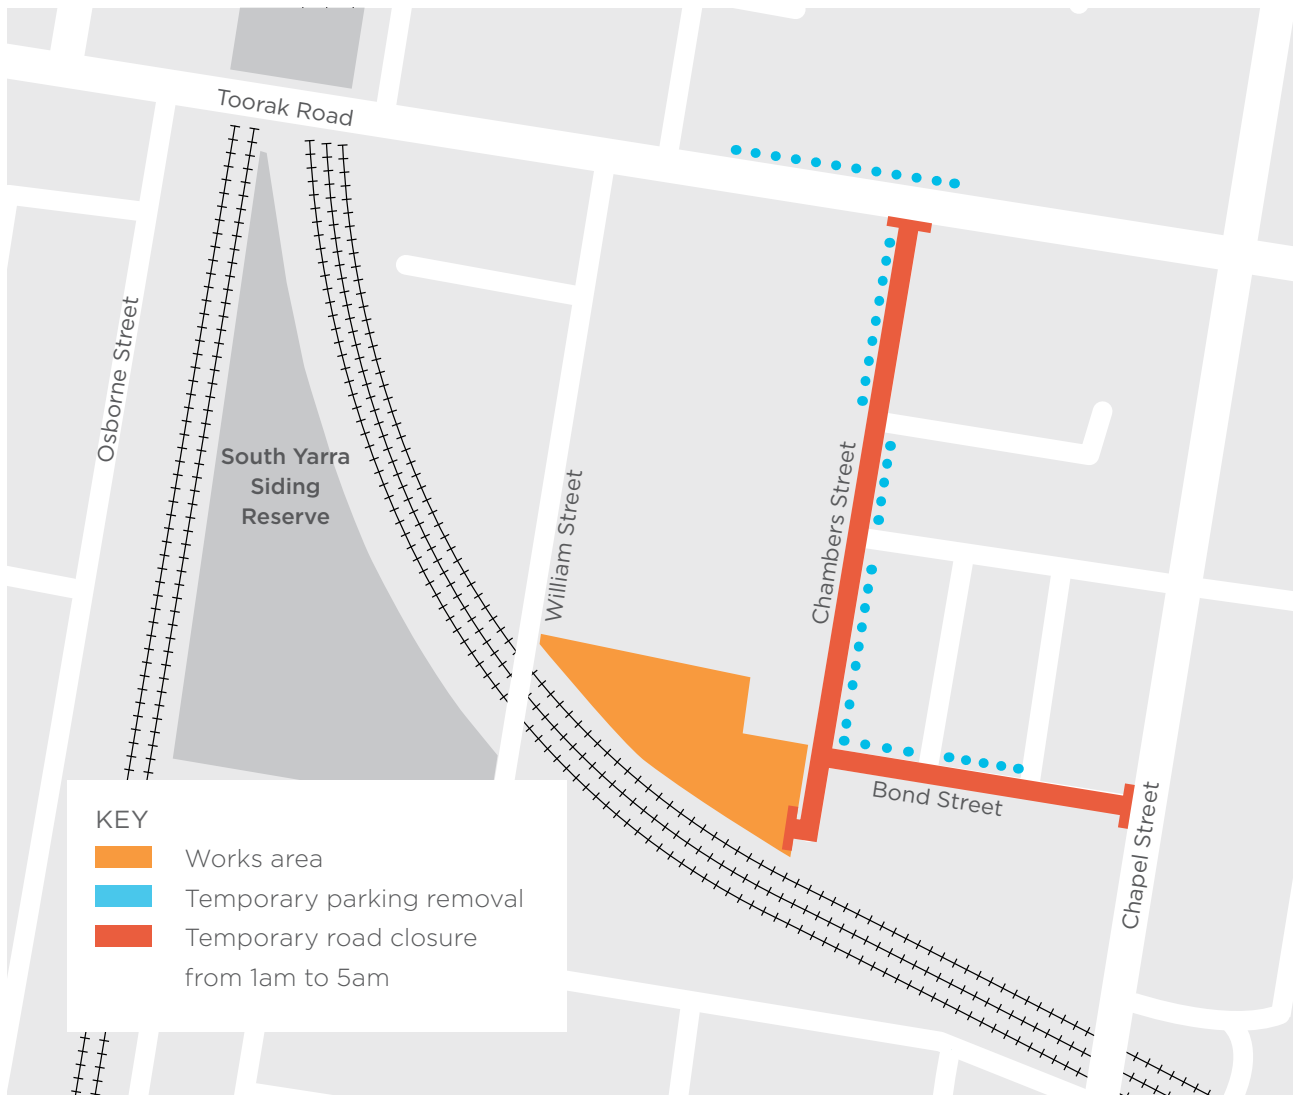 Toorak Road
Osborne Street
South Yarra
Siding
Reserve
William Street
Chambers Street
Bond Street
Chapel Street
KEY
Works area
Temporary parking removal
Temporary road closure
from 1am to 5am